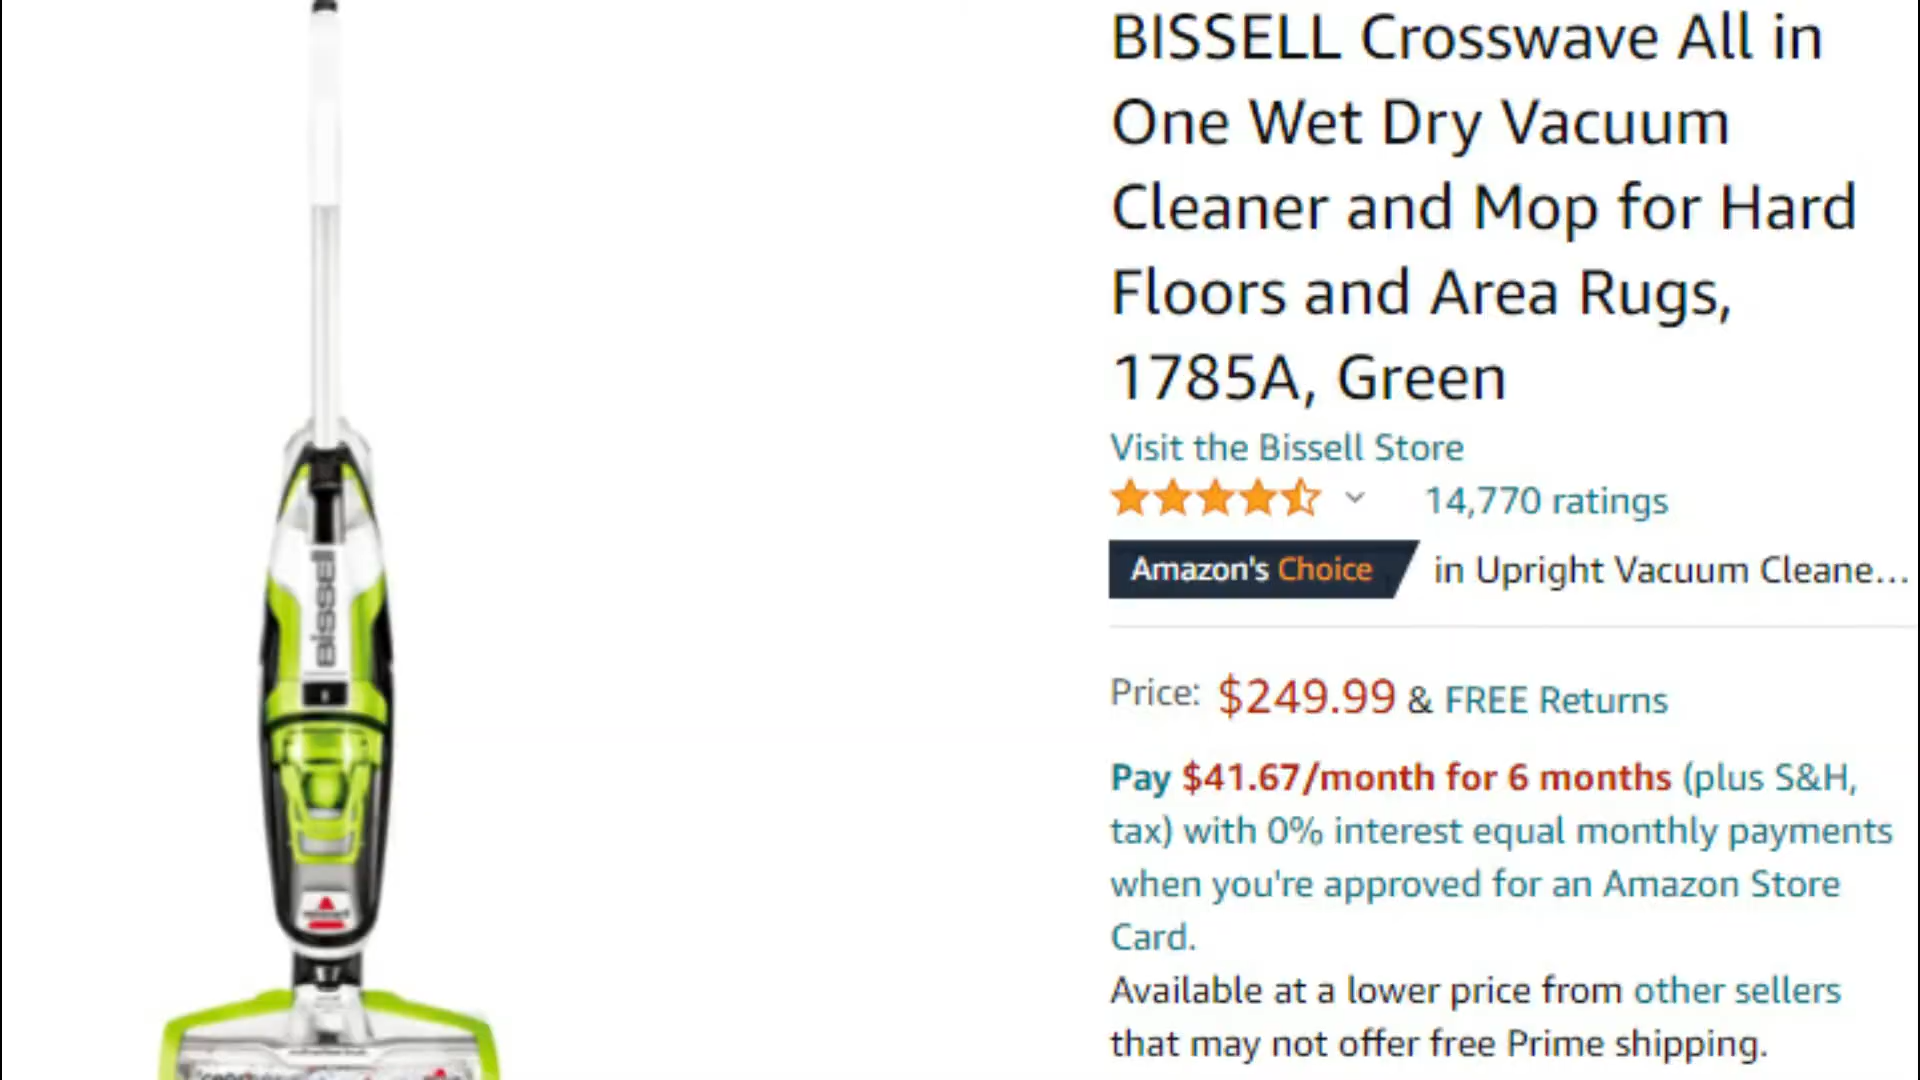 BISSELL Crosswave All in
One Wet Dry Vacuum
Cleaner and Mop for Hard
Floors and Area Rugs,
1785A, Green
Visit the Bissell Store
14,770 ratings
Amazon's Choice in Upright Vacuum Cleane...
Price: $249.99 & FREE Returns
Pay $41.67/month for 6 months (plus S&H,
tax) with 0% interest equal monthly payments
when you're approved for an Amazon Store
Card.
Available at a lower price from other sellers
that may not offer free Prime shipping.
BISSELL